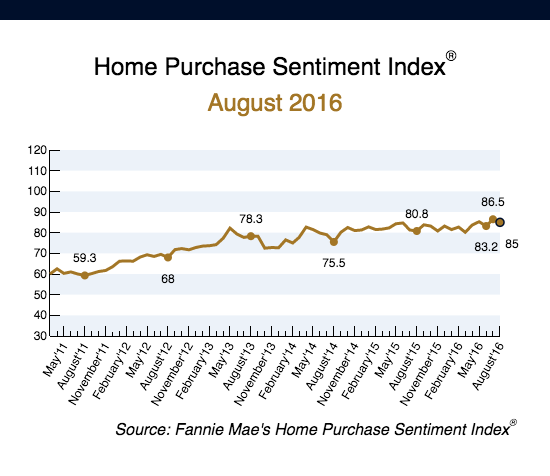 Home Purchase Sentiment Index®
August 2016
120
110
100
90
80
70
60
50
40
30
59.3
68
78.3
75.5
80.8
83.2
86.5
85
May'11
August'11
November'11
February'12
May'12
August'12
November'12
February'13
May'13
August'13
November'13
February'14
May'14
August'14
November'14
February'15
May'15
August'15
November'15
February'16
May'16
August'16
Source: Fannie Mae's Home Purchase Sentiment Index®